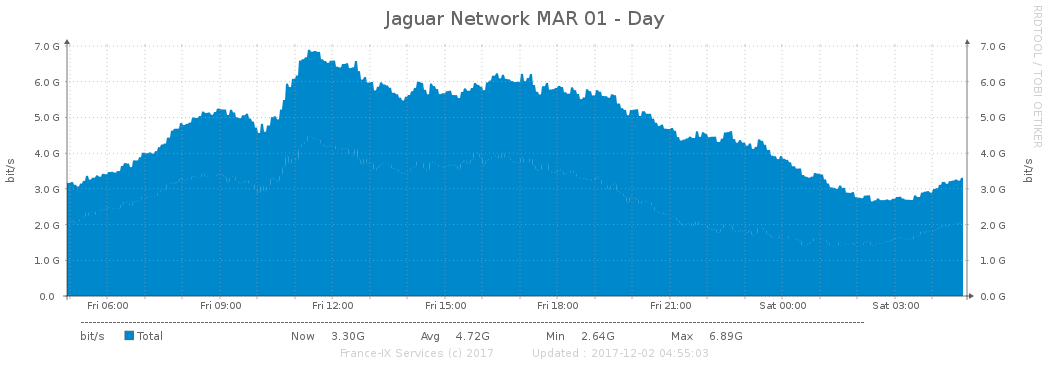 Jaguar Network MAR 01 - Day
RRDTOOL / TOBI OETIKER
bit/s
7.0 G 7.0 G
6.0 G 6.0 G
5.0 G 5.0 G
4.0 G 4.0 G
3.0 G 3.0 G
2.0 G 2.0 G
1.0 G 1.0 G
0.0 0.0 G
bit/s
Fri 06:00 Fri 09:00 Fri 12:00 Fri 15:00 Fri 18:00 Fri 21:00 Sat 00:00 Sat 03:00
bit/s Total Now 3.30G Avg 4.72G Min 2.64G Max 6.89G
France-IX Services (c) 2017 Updated : 2017-12-02 04:55:03